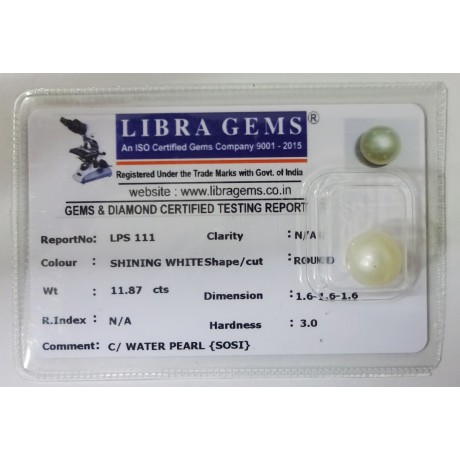 LIBRA GEMS ®
An ISO Certified Gems Company 9001 - 2015
Registered Under the Trade Marks with Govt. of India
website : www.libragems.co.in
GEMS & DIAMOND CERTIFIED TESTING REPORT
ReportNo: LPS 111 Clarity : N/A
Colour : SHINING WHITE Shape/cut : ROUNDED
Wt : 11.87 cts Dimension : 1.6-1.6-1.6
R.Index : N/A Hardness : 3.0
Comment: C/ WATER PEARL {SOSI}